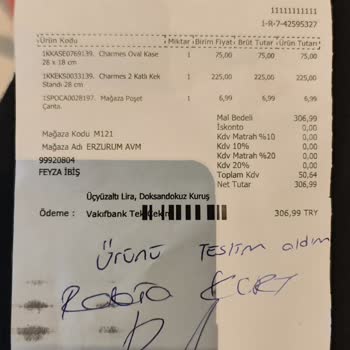 11111111111
I-R-7-42595327
Ürün Kodu Miktar Birim Fiyatı Brüt Tutar Ürün Tutarı
1KKASE0769139. Charmes Oval Kase 1 75,00 75,00 75,00
28 x 18 cm
1KKEKS0033139. Charmes 2 Katlı Kek 1 225,00 225,00 225,00
Standı 28 cm
1SPOCA0028197. Mağaza Poşet 1 6,99 6,99 6,99
Çanta.
Mal Bedeli 306,99
İskonto 0,00
Mağaza Kodu M121 Kdv Matrah %10 0,00
Kdv 10% 0,00
Mağaza Adı ERZURUM AVM Kdv Matrah %20 0,00
99920804 Kdv 20% 0,00
Toplam Kdv 50,64
FEYZA İBİŞ Net Tutar 306,99
Üçyüzaltı Lira, Doksandokuz Kuruş
Ödeme : Vakıfbank Tek Çekim 306,99 TRY
Ürünü Teslim aldım
Rabia KURT